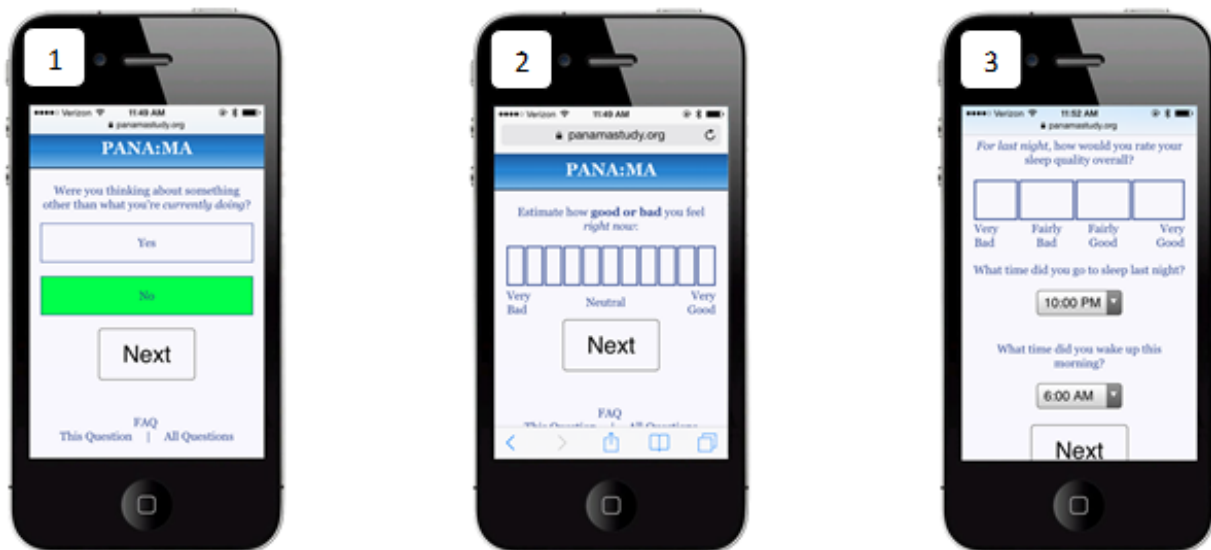 1
Verizon 11:49 AM
panamastudy.org
PANA:MA
Were you thinking about something
other than what you're currently doing?
Yes
No
Next
FAQ
This Question | All Questions
2
Verizon 11:49 AM
panamastudy.org
PANA:MA
Estimate how good or bad you feel
right now:
Very
Bad
Neutral
Very
Good
Next
FAQ
This Question | All Questions
3
Verizon 11:52 AM
panamastudy.org
For last night, how would you rate your
sleep quality overall?
Very
Bad
Fairly
Bad
Fairly
Good
Very
Good
What time did you go to sleep last night?
10:00 PM
What time did you wake up this
morning?
6:00 AM
Next